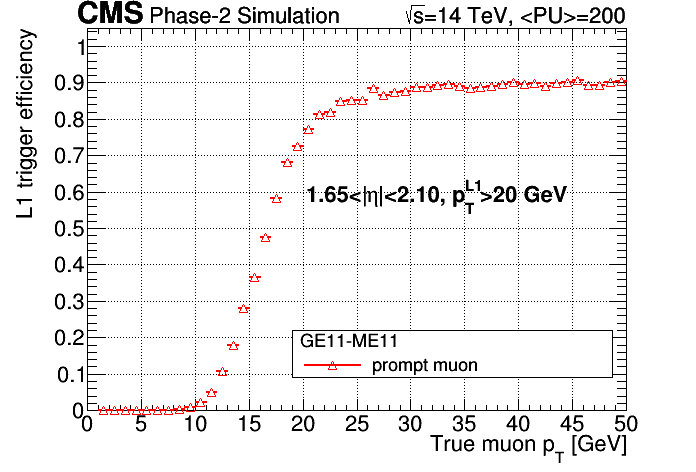 CMS Phase-2 Simulation √s=14 TeV, <PU>=200
L1 trigger efficiency
1
0.9
0.8
0.7
0.6
0.5
0.4
0.3
0.2
0.1
0
1.65<|η|<2.10, p_T^L1>20 GeV
GE11-ME11
prompt muon
0 5 10 15 20 25 30 35 40 45 50
True muon p_T [GeV]